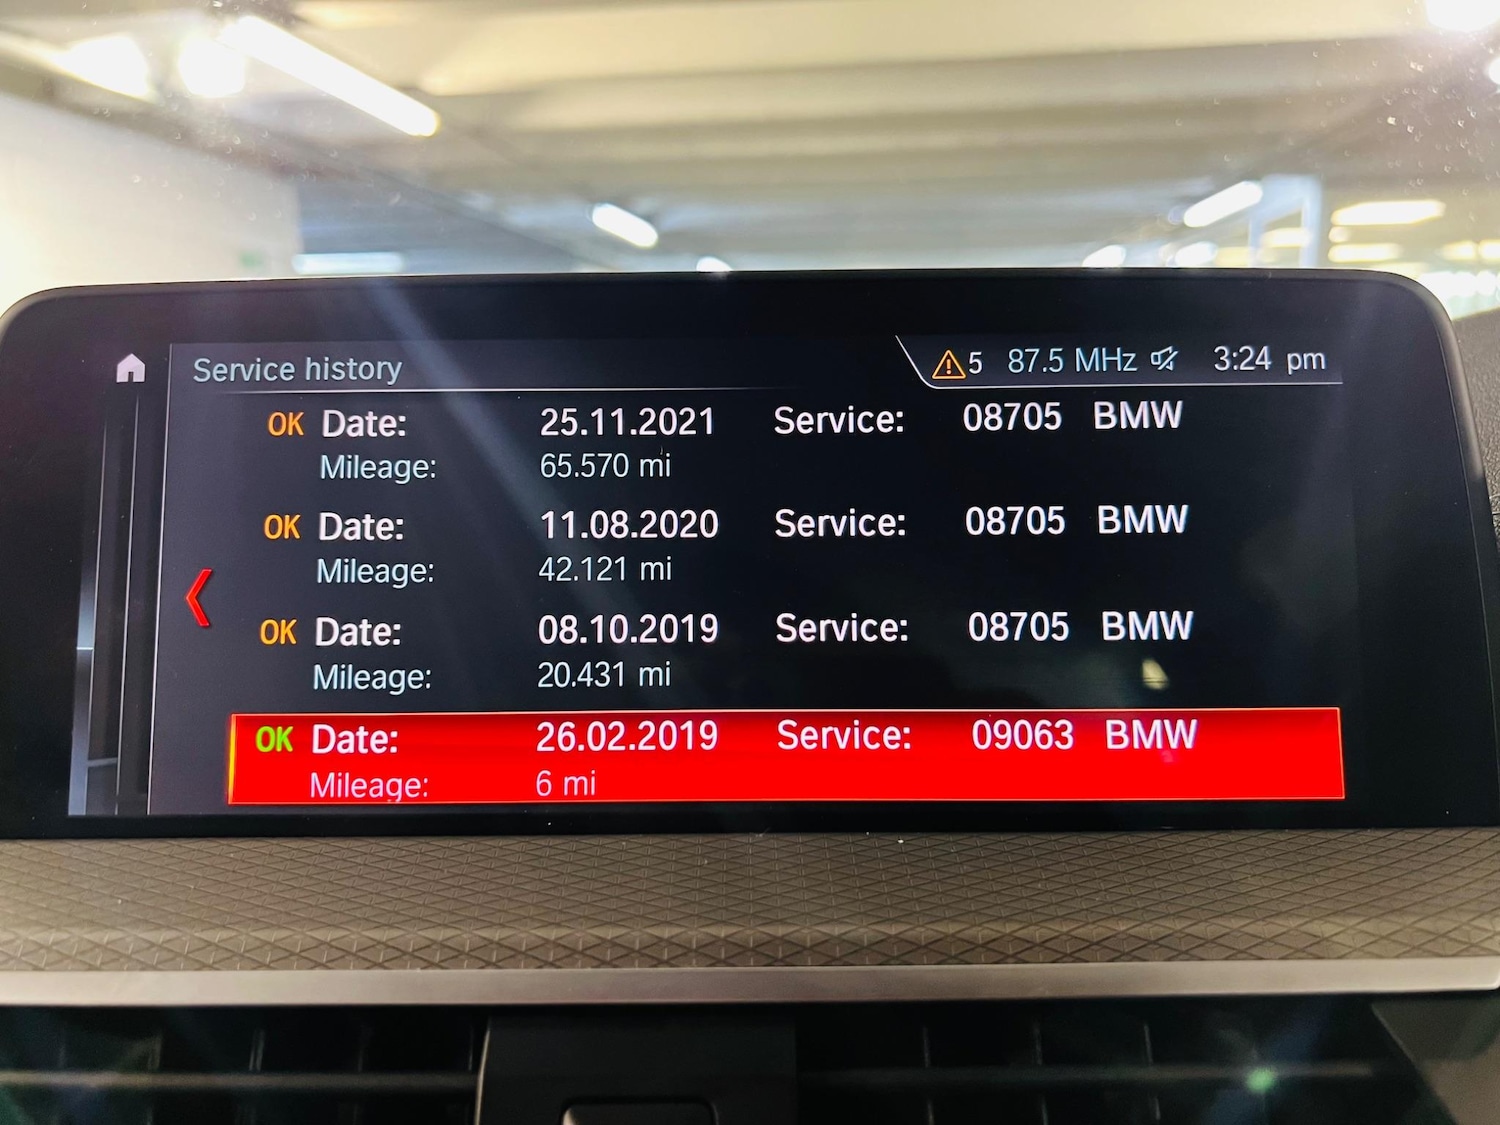 Service history 5 87.5 MHz 3:24 pm
OK Date: 25.11.2021 Service: 08705 BMW
Mileage: 65.570 mi
OK Date: 11.08.2020 Service: 08705 BMW
Mileage: 42.121 mi
OK Date: 08.10.2019 Service: 08705 BMW
Mileage: 20.431 mi
OK Date: 26.02.2019 Service: 09063 BMW
Mileage: 6 mi